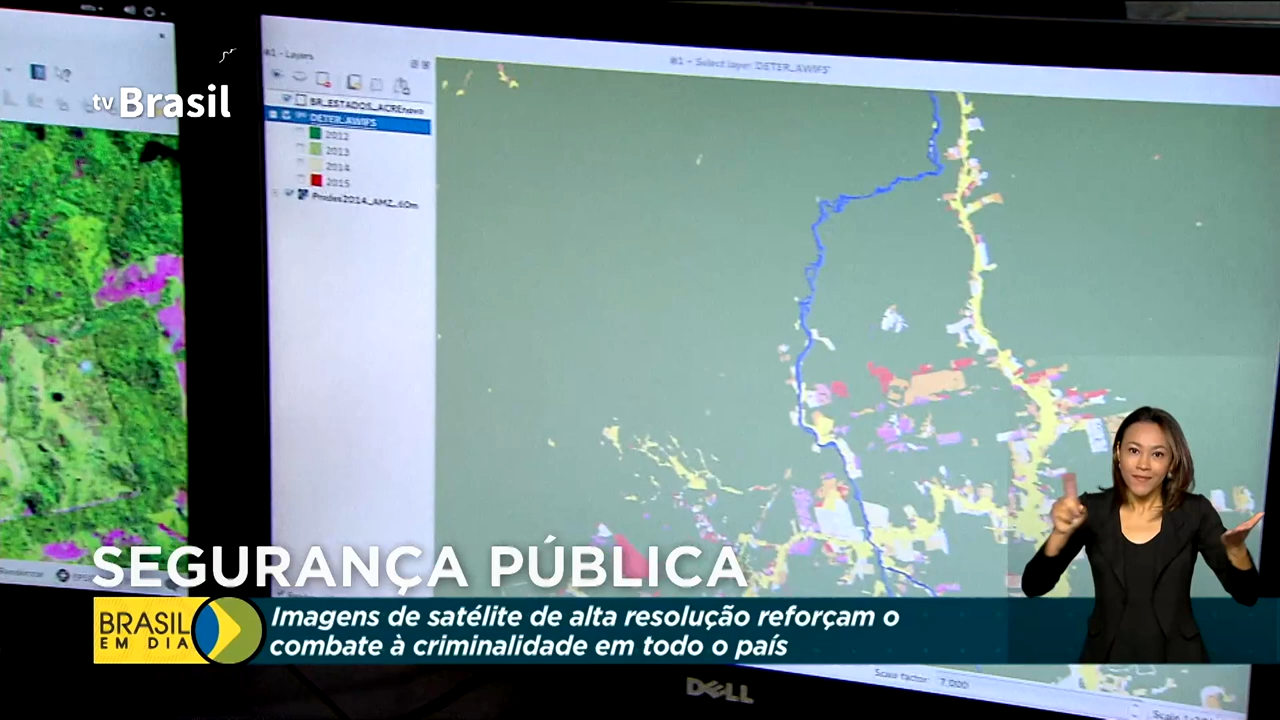 tv Brasil
#1 - Layers
#1 - Select layer 'DETER_AWIFS'
BR_ESTADOS_ACREnovo
DETER_AWIFS
2012
2013
2014
2015
Prodes2014_AMZ_60m
SEGURANÇA PÚBLICA
BRASIL
EM DIA
Imagens de satélite de alta resolução reforçam o
combate à criminalidade em todo o país
Scale factor: 7.000
DELL